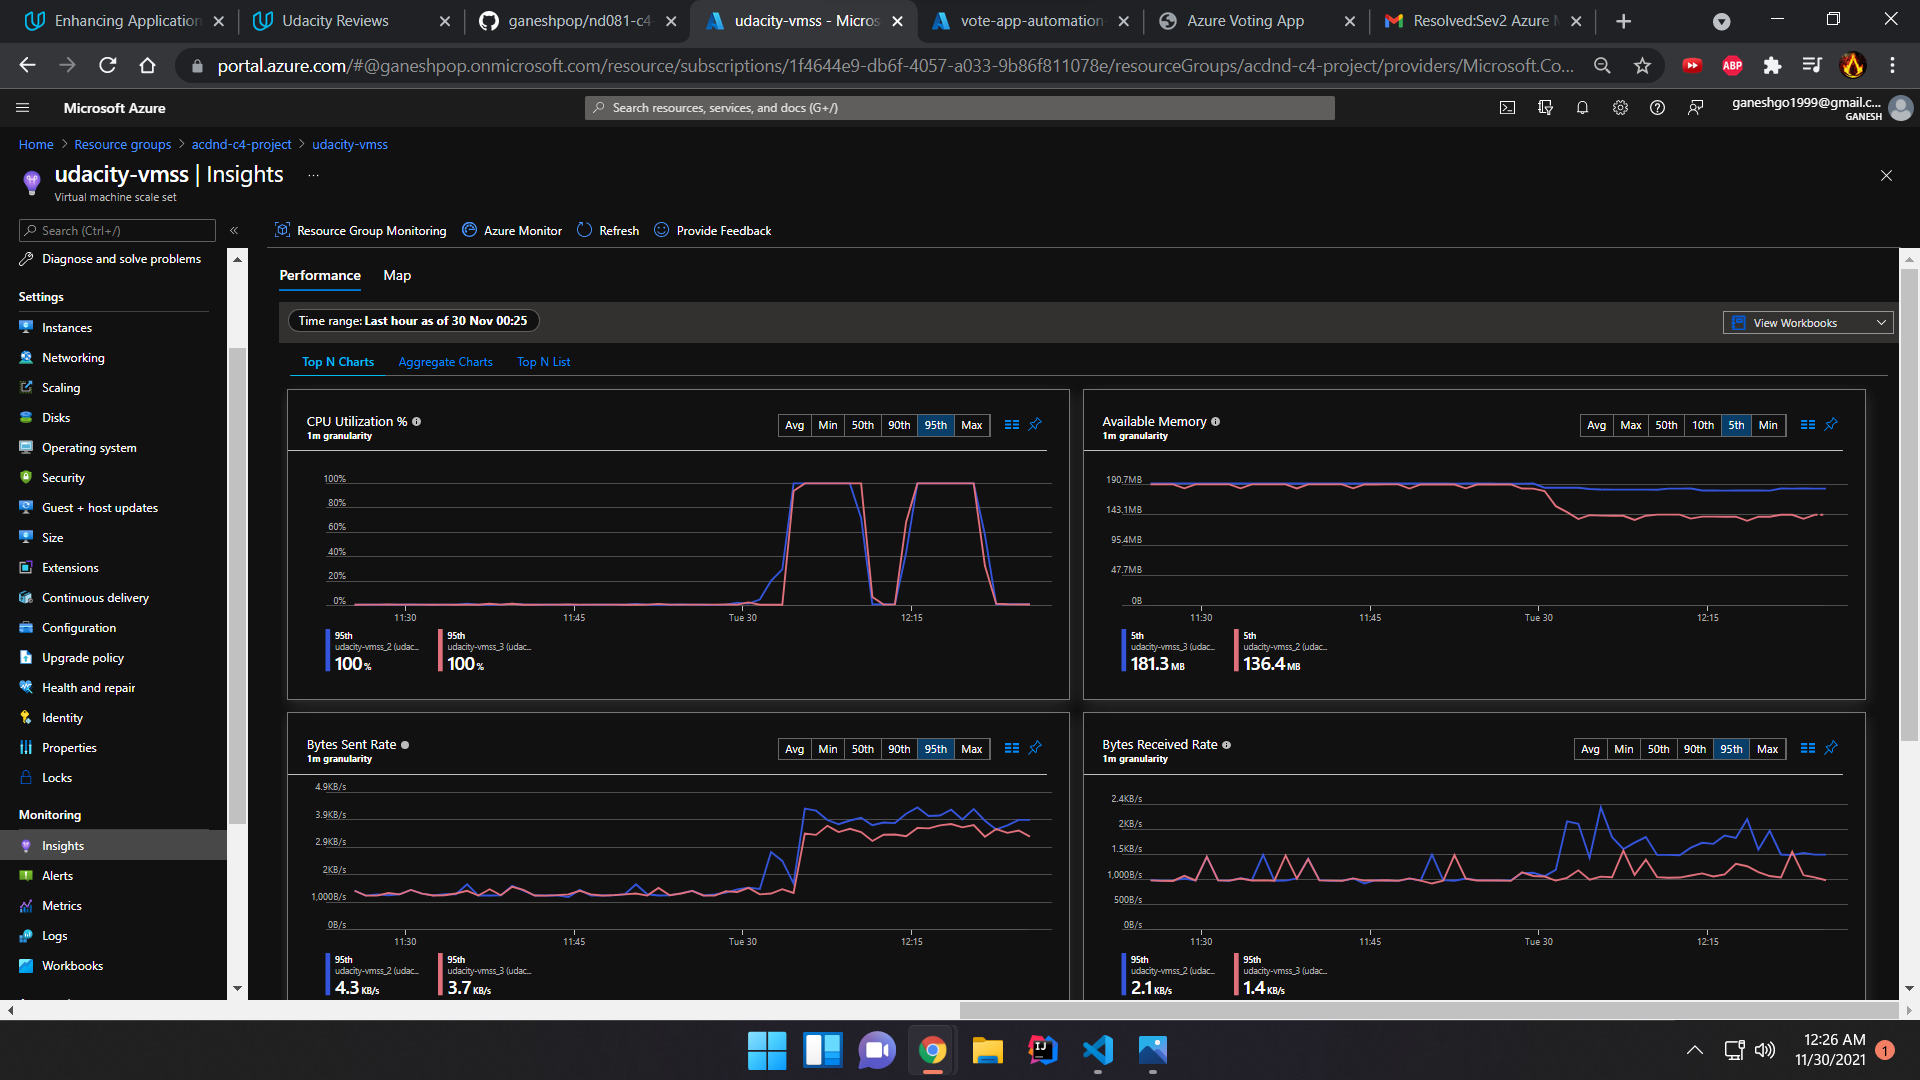 Enhancing Application
Udacity Reviews
ganeshpop/nd081-c4-
udacity-vmss - Micros
vote-app-automation-
Azure Voting App
Resolved:Sev2 Azure M
portal.azure.com/#@ganeshpop.onmicrosoft.com/resource/subscriptions/1f4644e9-db6f-4057-a033-9b86f811078e/resourceGroups/acdnd-c4-project/providers/Microsoft.Co...
ABP
Microsoft Azure
Search resources, services, and docs (G+/)
ganeshgo1999@gmail.c...
GANESH
Home > Resource groups > acdnd-c4-project > udacity-vmss
udacity-vmss | Insights ...
Virtual machine scale set
Search (Ctrl+/)
«
Resource Group Monitoring
Azure Monitor
Refresh
Provide Feedback
Diagnose and solve problems
Settings
Instances
Networking
Scaling
Disks
Operating system
Security
Guest + host updates
Size
Extensions
Continuous delivery
Configuration
Upgrade policy
Health and repair
Identity
Properties
Locks
Monitoring
Insights
Alerts
Metrics
Logs
Workbooks
Performance
Map
Time range: Last hour as of 30 Nov 00:25
View Workbooks
Top N Charts
Aggregate Charts
Top N List
CPU Utilization %
1m granularity
Avg Min 50th 90th 95th Max
100%
80%
60%
40%
20%
0%
11:30 11:45 Tue 30 12:15
95th
udacity-vmss_2 (udac...
100%
95th
udacity-vmss_3 (udac...
100%
Available Memory
1m granularity
Avg Max 50th 10th 5th Min
190.7MB
143.1MB
95.4MB
47.7MB
0B
11:30 11:45 Tue 30 12:15
5th
udacity-vmss_3 (udac...
181.3 MB
5th
udacity-vmss_2 (udac...
136.4 MB
Bytes Sent Rate
1m granularity
Avg Min 50th 90th 95th Max
4.9KB/s
3.9KB/s
2.9KB/s
2KB/s
1,000B/s
0B/s
11:30 11:45 Tue 30 12:15
95th
udacity-vmss_2 (udac...
4.3 KB/s
95th
udacity-vmss_3 (udac...
3.7 KB/s
Bytes Received Rate
1m granularity
Avg Min 50th 90th 95th Max
2.4KB/s
2KB/s
1.5KB/s
1,000B/s
500B/s
0B/s
11:30 11:45 Tue 30 12:15
95th
udacity-vmss_2 (udac...
2.1 KB/s
95th
udacity-vmss_3 (udac...
1.4 KB/s
IJ
12:26 AM
11/30/2021
1